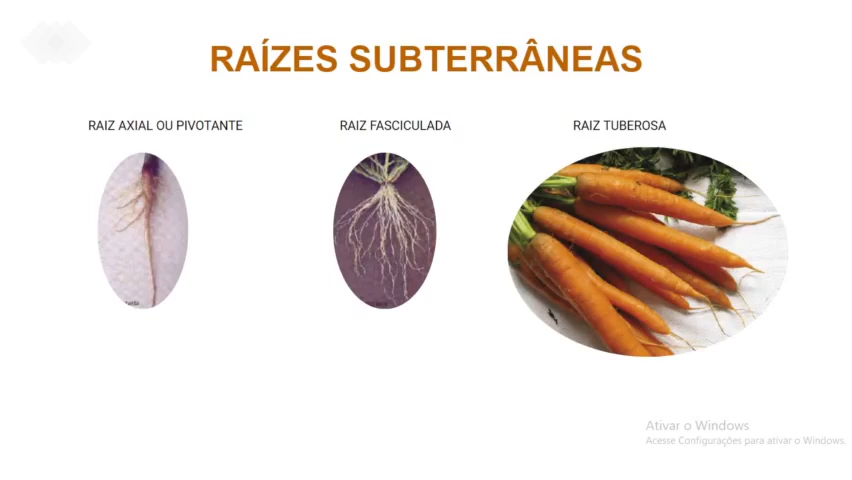 RAÍZES SUBTERRÂNEAS
RAIZ AXIAL OU PIVOTANTE
RAIZ FASCICULADA
RAIZ TUBEROSA
Ativar o Windows
Acesse Configurações para ativar o Windows.